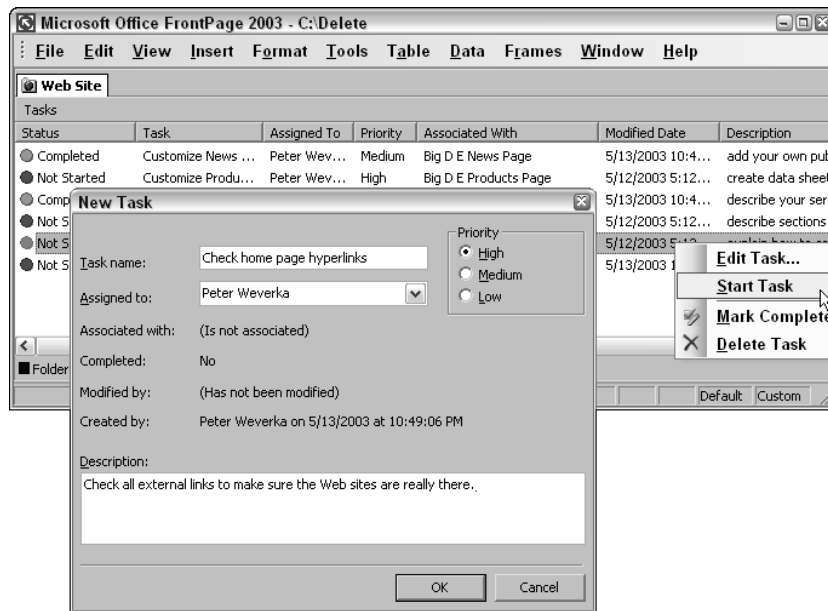 Microsoft Office FrontPage 2003 - C:\Delete
File Edit View Insert Format Tools Table Data Frames Window Help
Web Site
Tasks
Status Task Assigned To Priority Associated With Modified Date Description
Completed Customize News ... Peter Wev... Medium Big D E News Page 5/13/2003 10:4... add your own pub
Not Started Customize Produ... Peter Wev... High Big D E Products Page 5/12/2003 5:12... create data sheet
Comp 5/13/2003 10:4... describe your ser
Not S 5/12/2003 5:12... describe sections
Not S 5/12/2003 5:12
Not S 5/13/2003 1
Folder
Default Custom
New Task
Task name: Check home page hyperlinks
Assigned to: Peter Weverka
Priority
High
Medium
Low
Associated with: (Is not associated)
Completed: No
Modified by: (Has not been modified)
Created by: Peter Weverka on 5/13/2003 at 10:49:06 PM
Description:
Check all external links to make sure the Web sites are really there.
OK Cancel
Edit Task...
Start Task
Mark Complete
Delete Task